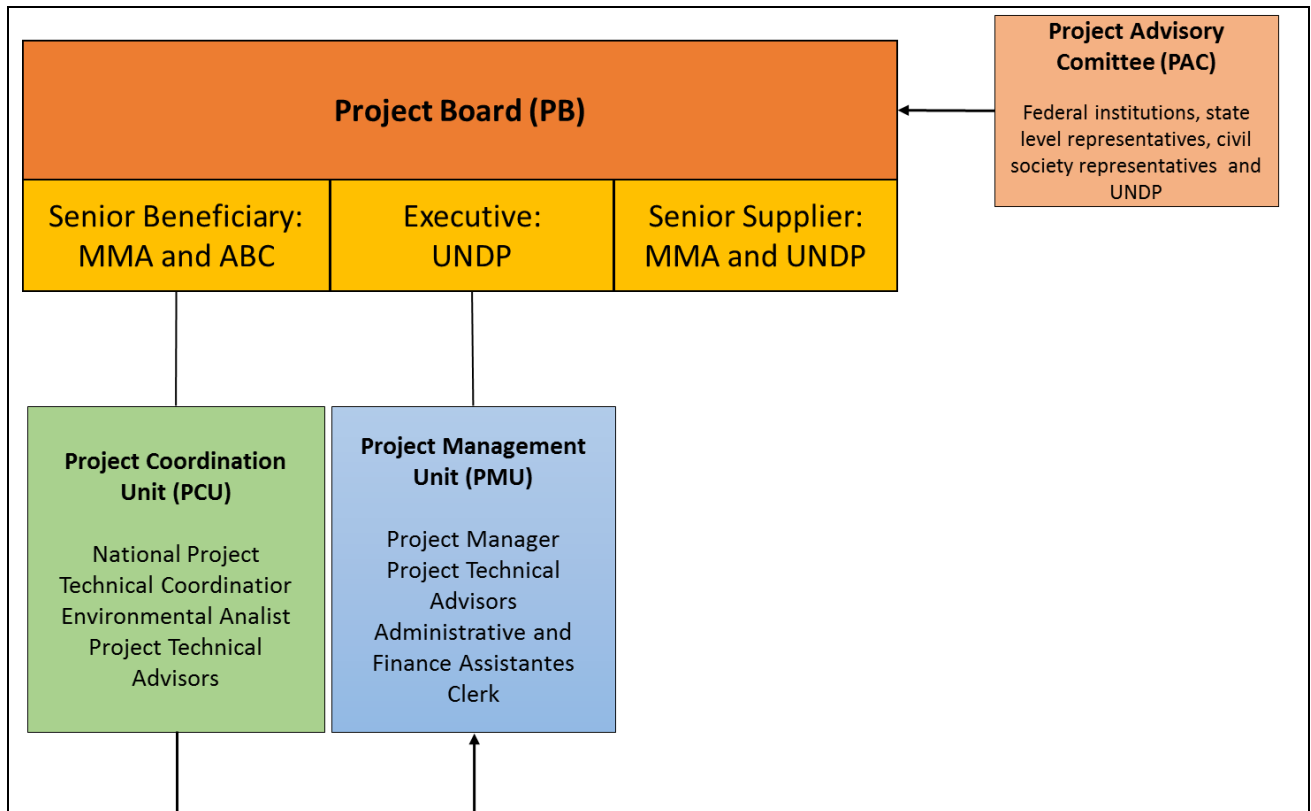 Project Board (PB)
Project Advisory
Comittee (PAC)
Federal institutions, state
level representatives, civil
society representatives and
UNDP
Senior Beneficiary:
MMA and ABC
Executive:
UNDP
Senior Supplier:
MMA and UNDP
Project Coordination
Unit (PCU)
National Project
Technical Coordinatior
Environmental Analist
Project Technical
Advisors
Project Management
Unit (PMU)
Project Manager
Project Technical
Advisors
Administrative and
Finance Assistantes
Clerk